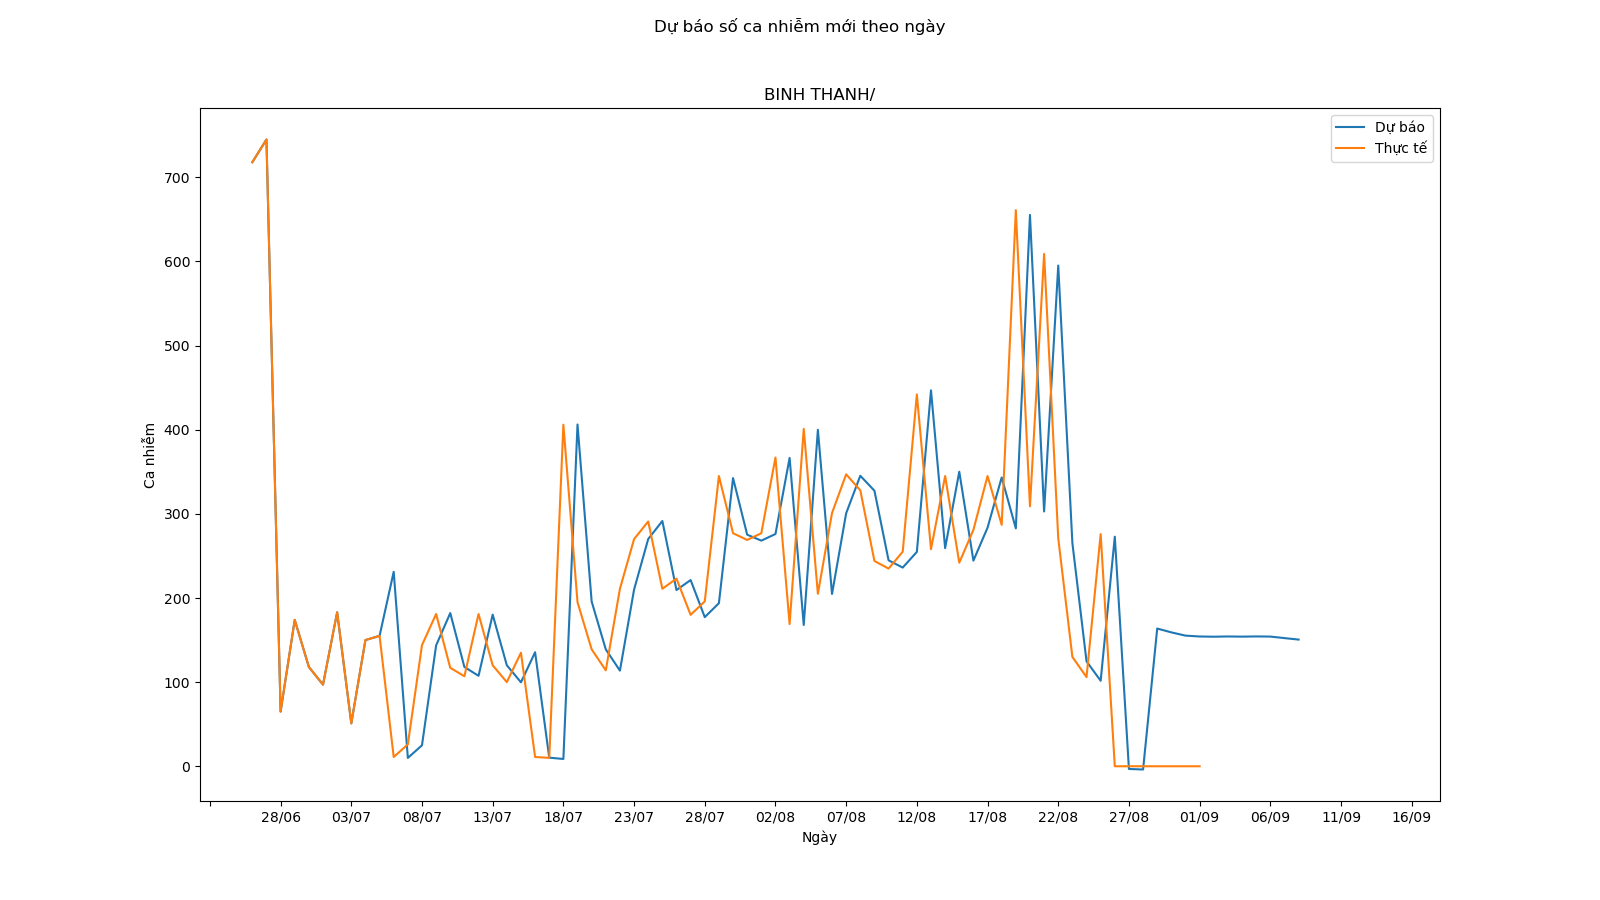 Dự báo số ca nhiễm mới theo ngày
BINH THANH/
Dự báo
Thực tế
700
600
500
400
300
200
100
0
Ca nhiễm
28/06 03/07 08/07 13/07 18/07 23/07 28/07 02/08 07/08 12/08 17/08 22/08 27/08 01/09 06/09 11/09 16/09
Ngày